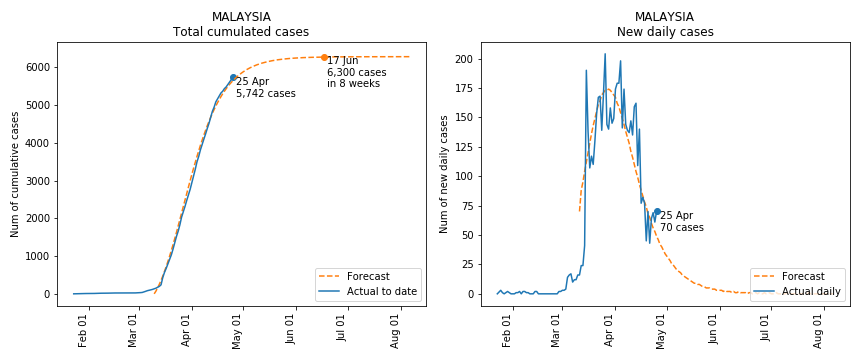 MALAYSIA
Total cumulated cases
Num of cumulative cases
6000
5000
4000
3000
2000
1000
0
17 Jun
6,300 cases
in 8 weeks
25 Apr
5,742 cases
Forecast
Actual to date
Feb 01
Mar 01
Apr 01
May 01
Jun 01
Jul 01
Aug 01
MALAYSIA
New daily cases
Num of new daily cases
200
175
150
125
100
75
50
25
0
25 Apr
70 cases
Forecast
Actual daily
Feb 01
Mar 01
Apr 01
May 01
Jun 01
Jul 01
Aug 01